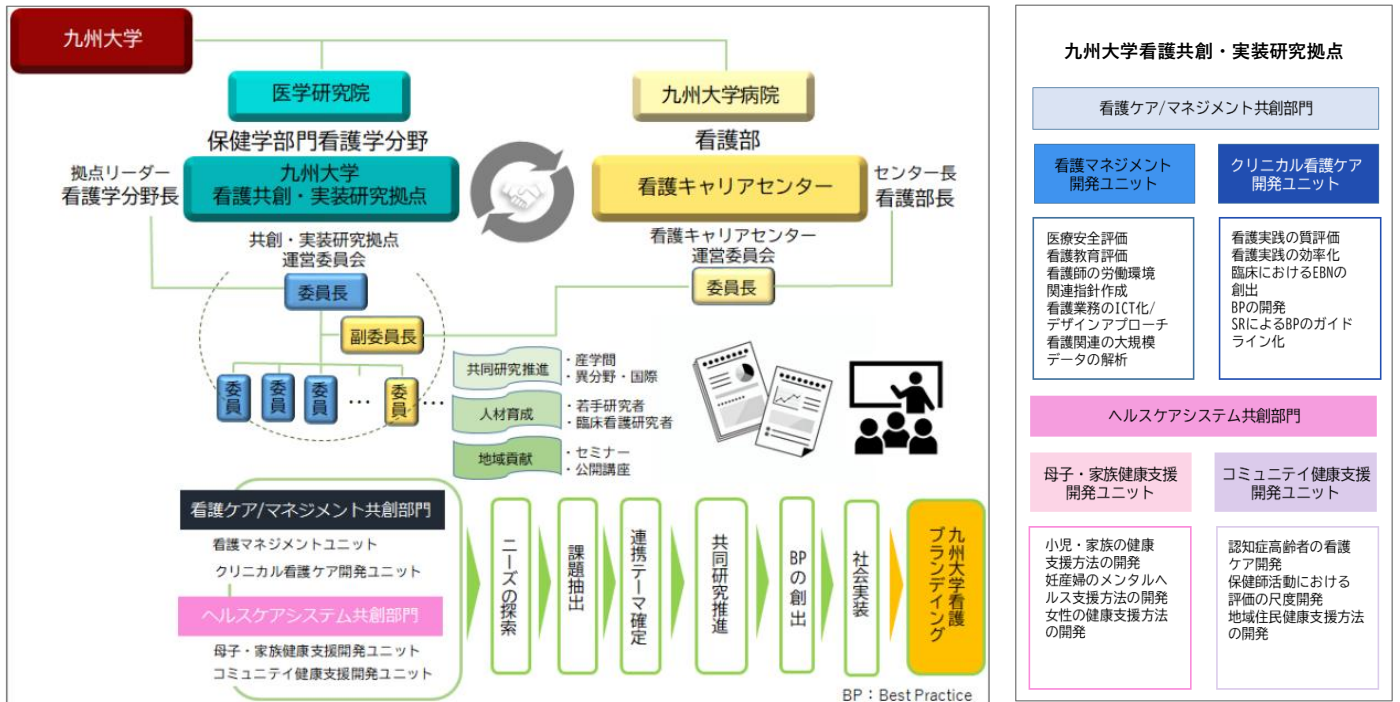 九州大学
医学研究院
九州大学病院
保健学部門看護学分野
看護部
拠点リーダー
看護学分野長
九州大学
看護共創・実装研究拠点
看護キャリアセンター
センター長
看護部長
共創・実装研究拠点
運営委員会
看護キャリアセンター
運営委員会
委員長
委員長
副委員長
委員
委員
委員
…
委員
…
共同研究推進
・産学間
・異分野・国際
人材育成
・若手研究者
・臨床看護研究者
地域貢献
・セミナー
・公開講座
看護ケア/マネジメント共創部門
看護マネジメントユニット
クリニカル看護ケア開発ユニット
ヘルスケアシステム共創部門
母子・家族健康支援開発ユニット
コミュニテイ健康支援開発ユニット
ニーズの探索
課題抽出
連携テーマ確定
共同研究推進
BPの創出
社会実装
九州大学看護
ブランデイング
BP：Best Practice
九州大学看護共創・実装研究拠点
看護ケア/マネジメント共創部門
看護マネジメント
開発ユニット
クリニカル看護ケア
開発ユニット
医療安全評価
看護教育評価
看護師の労働環境
関連指針作成
看護業務のICT化/
デザインアプローチ
看護関連の大規模
データの解析
看護実践の質評価
看護実践の効率化
臨床におけるEBNの
創出
BPの開発
SRによるBPのガイド
ライン化
ヘルスケアシステム共創部門
母子・家族健康支援
開発ユニット
コミュニテイ健康支援
開発ユニット
小児・家族の健康
支援方法の開発
妊産婦のメンタルヘ
ルス支援方法の開発
女性の健康支援方法
の開発
認知症高齢者の看護
ケア開発
保健師活動における
評価の尺度開発
地域住民健康支援方法
の開発